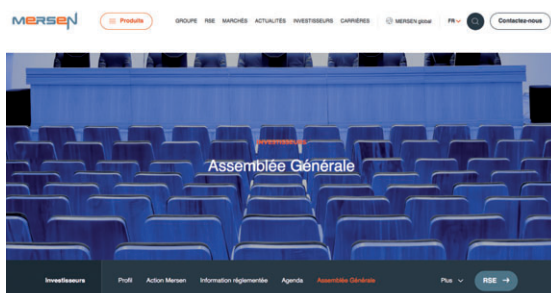 MERSEN Produits GROUPE RSE MARCHÉS ACTUALITÉS INVESTISSEURS CARRIÈRES MERSEN global FR Contactez-nous
INVESTISSEURS
Assemblée Générale
Investisseurs Profil Action Mersen Information réglementée Agenda Assemblée Générale Plus RSE →